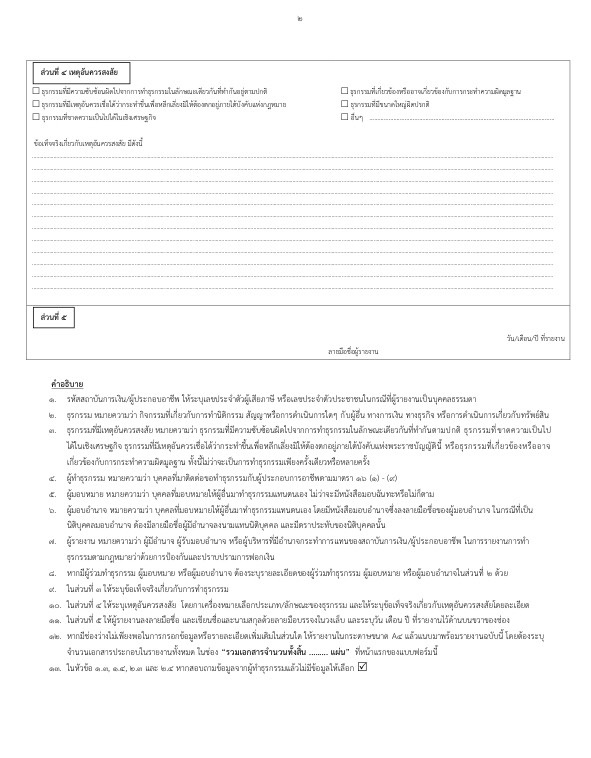 ๒
ส่วนที่ ๔ เหตุอันควรสงสัย
☐ ธุรกรรมที่มีความซับซ้อนผิดไปจากการทำธุรกรรมในลักษณะเดียวกันที่ทำกันอยู่ตามปกติ
☐ ธุรกรรมที่เกี่ยวข้องหรืออาจเกี่ยวข้องกับการกระทำความผิดมูลฐาน
☐ ธุรกรรมที่มีเหตุอันควรเชื่อได้ว่ากระทำขึ้นเพื่อหลีกเลี่ยงมิให้ต้องตกอยู่ภายใต้บังคับแห่งกฎหมาย
☐ ธุรกรรมที่มีขนาดใหญ่ผิดปกติ
☐ ธุรกรรมที่ขาดความเป็นไปได้ในเชิงเศรษฐกิจ
☐ อื่นๆ
ข้อเท็จจริงเกี่ยวกับเหตุอันควรสงสัย มีดังนี้
ส่วนที่ ๕
วัน/เดือน/ปี ที่รายงาน
ลายมือชื่อผู้รายงาน
คำอธิบาย
๑. รหัสสถาบันการเงิน/ผู้ประกอบอาชีพ ให้ระบุเลขประจำตัวผู้เสียภาษี หรือเลขประจำตัวประชาชนในกรณีที่ผู้รายงานเป็นบุคคลธรรมดา
๒. ธุรกรรม หมายความว่า กิจกรรมที่เกี่ยวกับการทำนิติกรรม สัญญาหรือการดำเนินการใดๆ กับผู้อื่น ทางการเงิน ทางธุรกิจ หรือการดำเนินการเกี่ยวกับทรัพย์สิน
๓. ธุรกรรมที่มีเหตุอันควรสงสัย หมายความว่า ธุรกรรมที่มีความซับซ้อนผิดไปจากการทำธุรกรรมในลักษณะเดียวกันที่ทำกันตามปกติ ธุรกรรมที่ขาดความเป็นไป
ได้ในเชิงเศรษฐกิจ ธุรกรรมที่มีเหตุอันควรเชื่อได้ว่ากระทำขึ้นเพื่อหลีกเลี่ยงมิให้ต้องตกอยู่ภายใต้บังคับแห่งพระราชบัญญัตินี้ หรือธุรกรรมที่เกี่ยวข้องหรืออาจ
เกี่ยวข้องกับการกระทำความผิดมูลฐาน ทั้งนี้ไม่ว่าจะเป็นการทำธุรกรรมเพียงครั้งเดียวหรือหลายครั้ง
๔. ผู้ทำธุรกรรม หมายความว่า บุคคลที่มาติดต่อขอทำธุรกรรมกับผู้ประกอบการอาชีพตามมาตรา ๑๖ (๑) - (๙)
๕. ผู้มอบหมาย หมายความว่า บุคคลที่มอบหมายให้ผู้อื่นมาทำธุรกรรมแทนตนเอง ไม่ว่าจะมีหนังสือมอบฉันทะหรือไม่ก็ตาม
๖. ผู้มอบอำนาจ หมายความว่า บุคคลที่มอบหมายให้ผู้อื่นมาทำธุรกรรมแทนตนเอง โดยมีหนังสือมอบอำนาจซึ่งลงลายมือชื่อของผู้มอบอำนาจ ในกรณีที่เป็น
นิติบุคคลมอบอำนาจ ต้องมีลายมือชื่อผู้มีอำนาจลงนามแทนนิติบุคคล และมีตราประทับของนิติบุคคลนั้น
๗. ผู้รายงาน หมายความว่า ผู้มีอำนาจ ผู้รับมอบอำนาจ หรือผู้บริหารที่มีอำนาจกระทำการแทนของสถาบันการเงิน/ผู้ประกอบอาชีพ ในการรายงานการทำ
ธุรกรรมตามกฎหมายว่าด้วยการป้องกันและปราบปรามการฟอกเงิน
๘. หากมีผู้ร่วมทำธุรกรรม ผู้มอบหมาย หรือผู้มอบอำนาจ ต้องระบุรายละเอียดของผู้ร่วมทำธุรกรรม ผู้มอบหมาย หรือผู้มอบอำนาจในส่วนที่ ๒ ด้วย
๙. ในส่วนที่ ๓ ให้ระบุข้อเท็จจริงเกี่ยวกับการทำธุรกรรม
๑๐. ในส่วนที่ ๔ ให้ระบุเหตุอันควรสงสัย โดยกาเครื่องหมายเลือกประเภท/ลักษณะของธุรกรรม และให้ระบุข้อเท็จจริงเกี่ยวกับเหตุอันควรสงสัยโดยละเอียด
๑๑. ในส่วนที่ ๕ ให้ผู้รายงานลงลายมือชื่อ และเขียนชื่อและนามสกุลด้วยลายมือบรรจงในวงเล็บ และระบุวัน เดือน ปี ที่รายงานไว้ด้านบนขวาของช่อง
๑๒. หากมีช่องว่างไม่เพียงพอในการกรอกข้อมูลหรือรายละเอียดเพิ่มเติมในส่วนใด ให้รายงานในกระดาษขนาด A๔ แล้วแนบมาพร้อมรายงานฉบับนี้ โดยต้องระบุ
จำนวนเอกสารประกอบในรายงานทั้งหมด ในช่อง “รวมเอกสารจำนวนทั้งสิ้น ......... แผ่น” ที่หน้าแรกของแบบฟอร์มนี้
๑๓. ในหัวข้อ ๑.๓, ๑.๔, ๒.๓ และ ๒.๔ หากสอบถามข้อมูลจากผู้ทำธุรกรรมแล้วไม่มีข้อมูลให้เลือก ☑